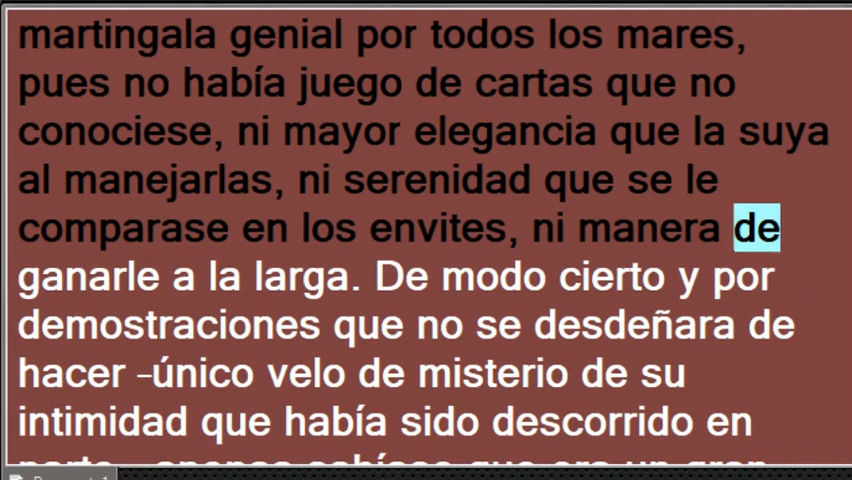 martingala genial por todos los mares,
pues no había juego de cartas que no
conociese, ni mayor elegancia que la suya
al manejarlas, ni serenidad que se le
comparase en los envites, ni manera de
ganarle a la larga. De modo cierto y por
demostraciones que no se desdeñara de
hacer –único velo de misterio de su
intimidad que había sido descorrido en